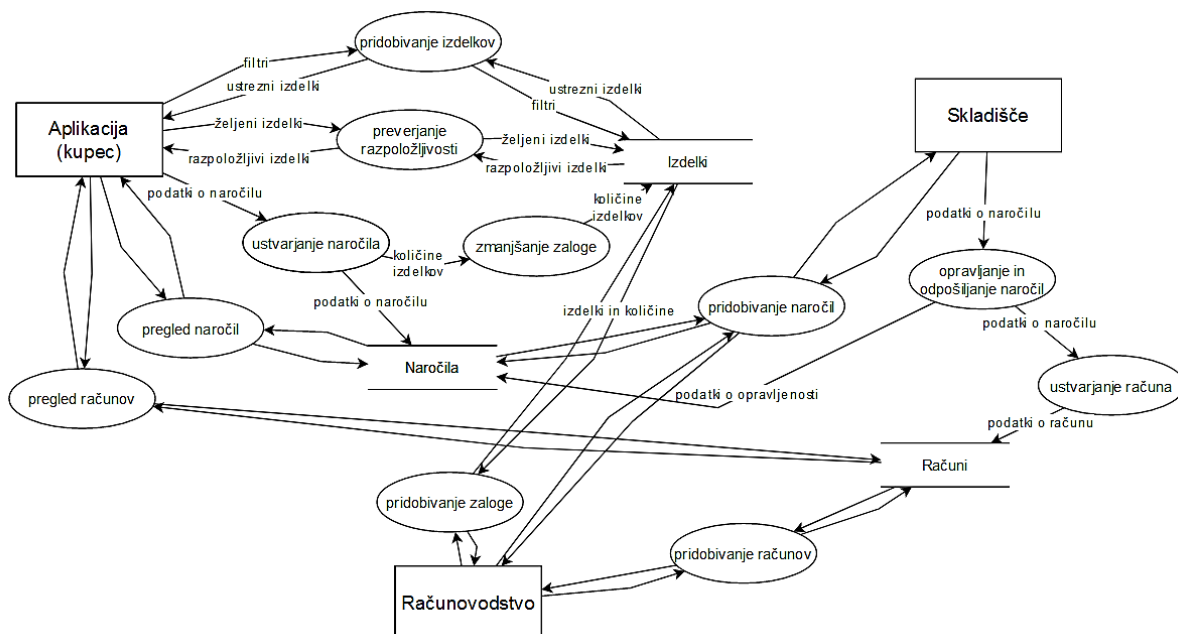 pridobivanje izdelkov
filtri
ustrezni izdelki
ustrezni izdelki
filtri
Aplikacija
(kupec)
željeni izdelki
razpoložljivi izdelki
preverjanje
razpoložljivosti
željeni izdelki
razpoložljivi izdelki
Izdelki
Skladišče
podatki o naročilu
količine
izdelkov
podatki o naročilu
ustvarjanje naročila
količine
izdelkov
zmanjšanje zaloge
opravljanje in
odpošiljanje naročil
podatki o naročilu
izdelki in količine
pridobivanje naročil
pregled naročil
podatki o naročilu
Naročila
pregled računov
podatki o opravljenosti
ustvarjanje računa
podatki o računu
Računi
pridobivanje zaloge
pridobivanje računov
Računovodstvo